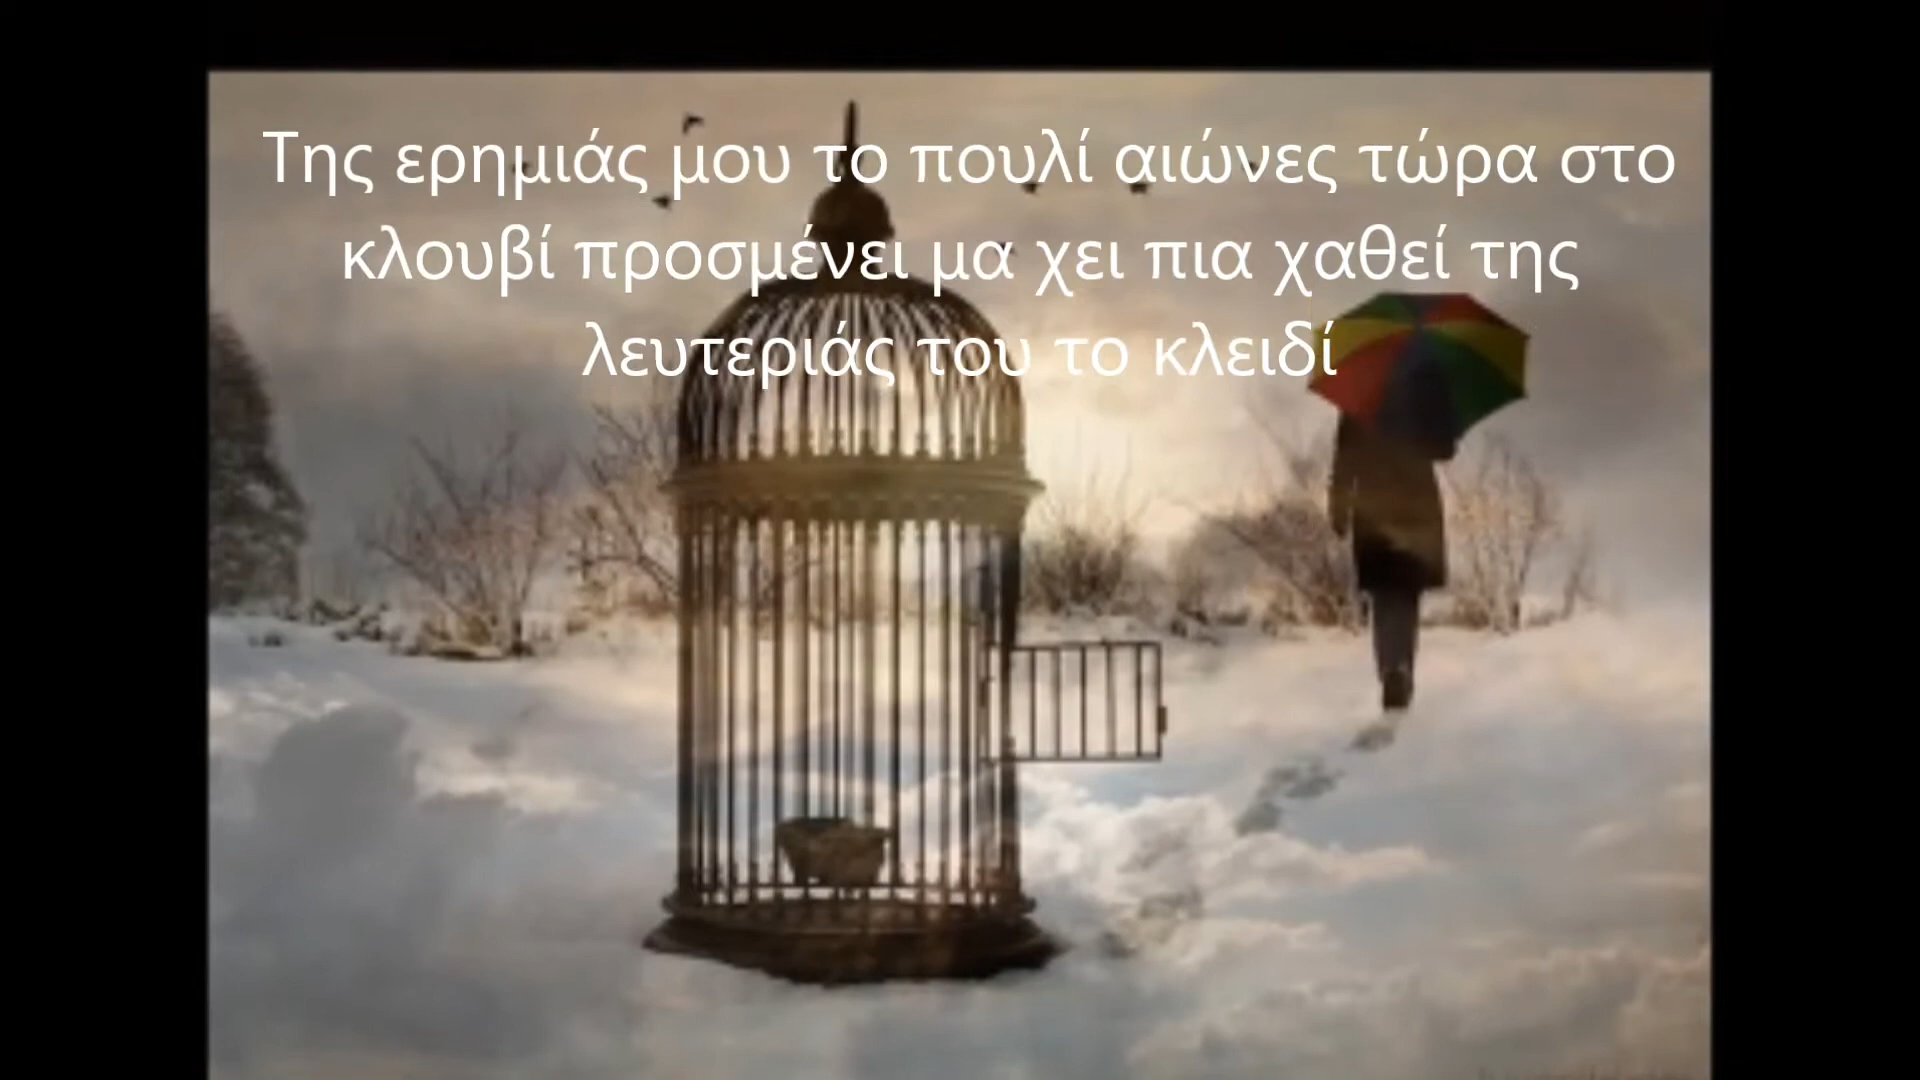 Της ερημιάς μου το πουλί αιώνες τώρα στο
κλουβί προσμένει μα χει πια χαθεί της
λευτεριάς του το κλειδί